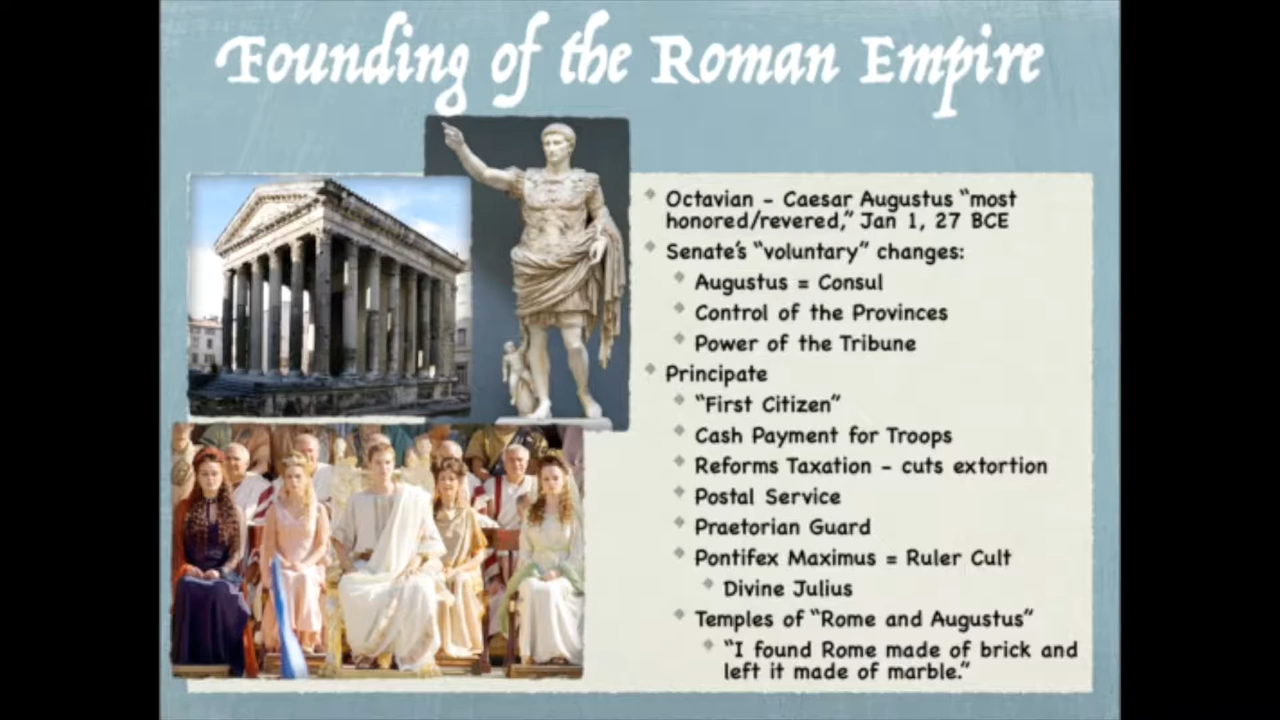 Founding of the Roman Empire
Octavian - Caesar Augustus “most
honored/revered,” Jan 1, 27 BCE
Senate’s “voluntary” changes:
Augustus = Consul
Control of the Provinces
Power of the Tribune
Principate
“First Citizen”
Cash Payment for Troops
Reforms Taxation - cuts extortion
Postal Service
Praetorian Guard
Pontifex Maximus = Ruler Cult
Divine Julius
Temples of “Rome and Augustus”
“I found Rome made of brick and
left it made of marble.”